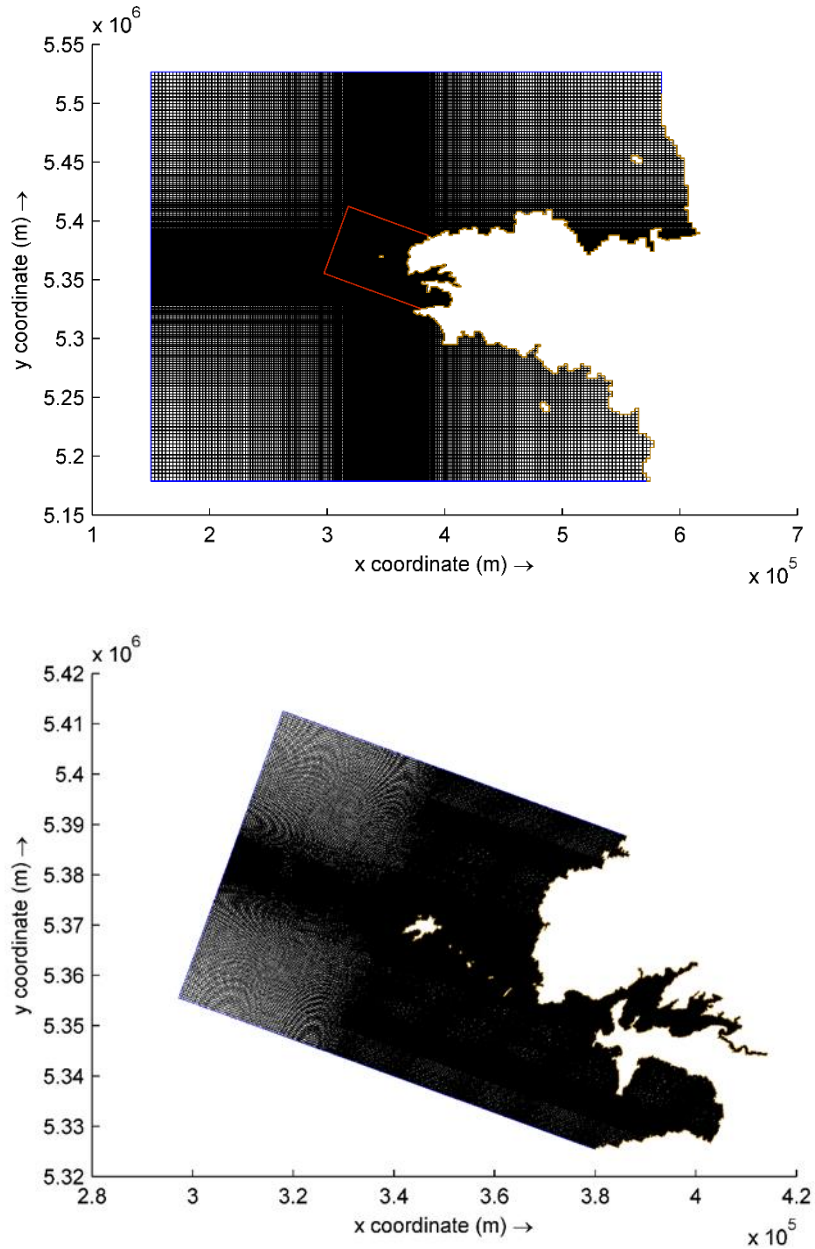 x 10^6
5.55
5.5
5.45
5.4
5.35
5.3
5.25
5.2
5.15
y coordinate (m) →
1 2 3 4 5 6 7
x coordinate (m) →
x 10^5
x 10^6
5.42
5.41
5.4
5.39
5.38
5.37
5.36
5.35
5.34
5.33
5.32
y coordinate (m) →
2.8 3 3.2 3.4 3.6 3.8 4 4.2
x coordinate (m) →
x 10^5